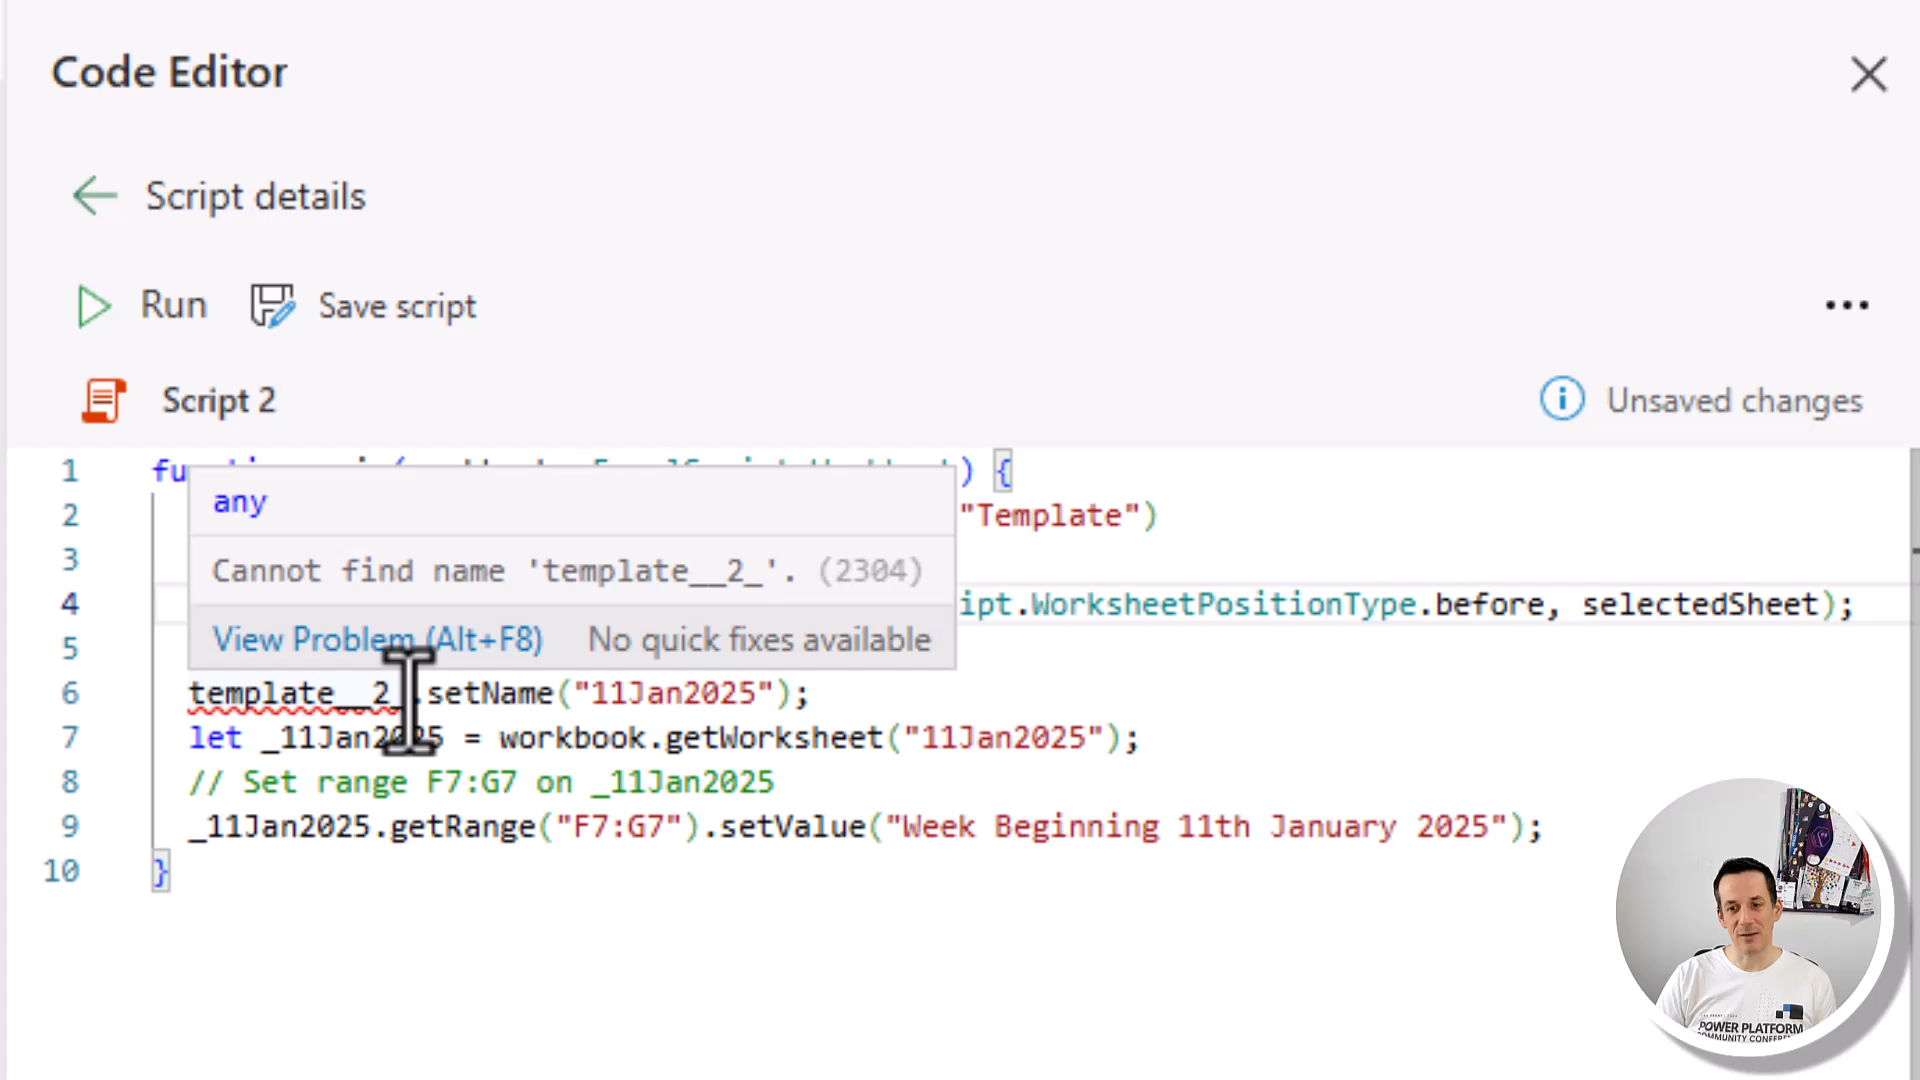 Code Editor
Script details
Run Save script
Script 2 Unsaved changes
1 fu ) {
any
2 "Template")
3
Cannot find name 'template__2_'. (2304)
4 ipt.WorksheetPositionType.before, selectedSheet);
5
View Problem (Alt+F8) No quick fixes available
6 template__2_.setName("11Jan2025");
7 let _11Jan2025 = workbook.getWorksheet("11Jan2025");
8 // Set range F7:G7 on _11Jan2025
9 _11Jan2025.getRange("F7:G7").setValue("Week Beginning 11th January 2025");
10 }
POWER PLATFORM